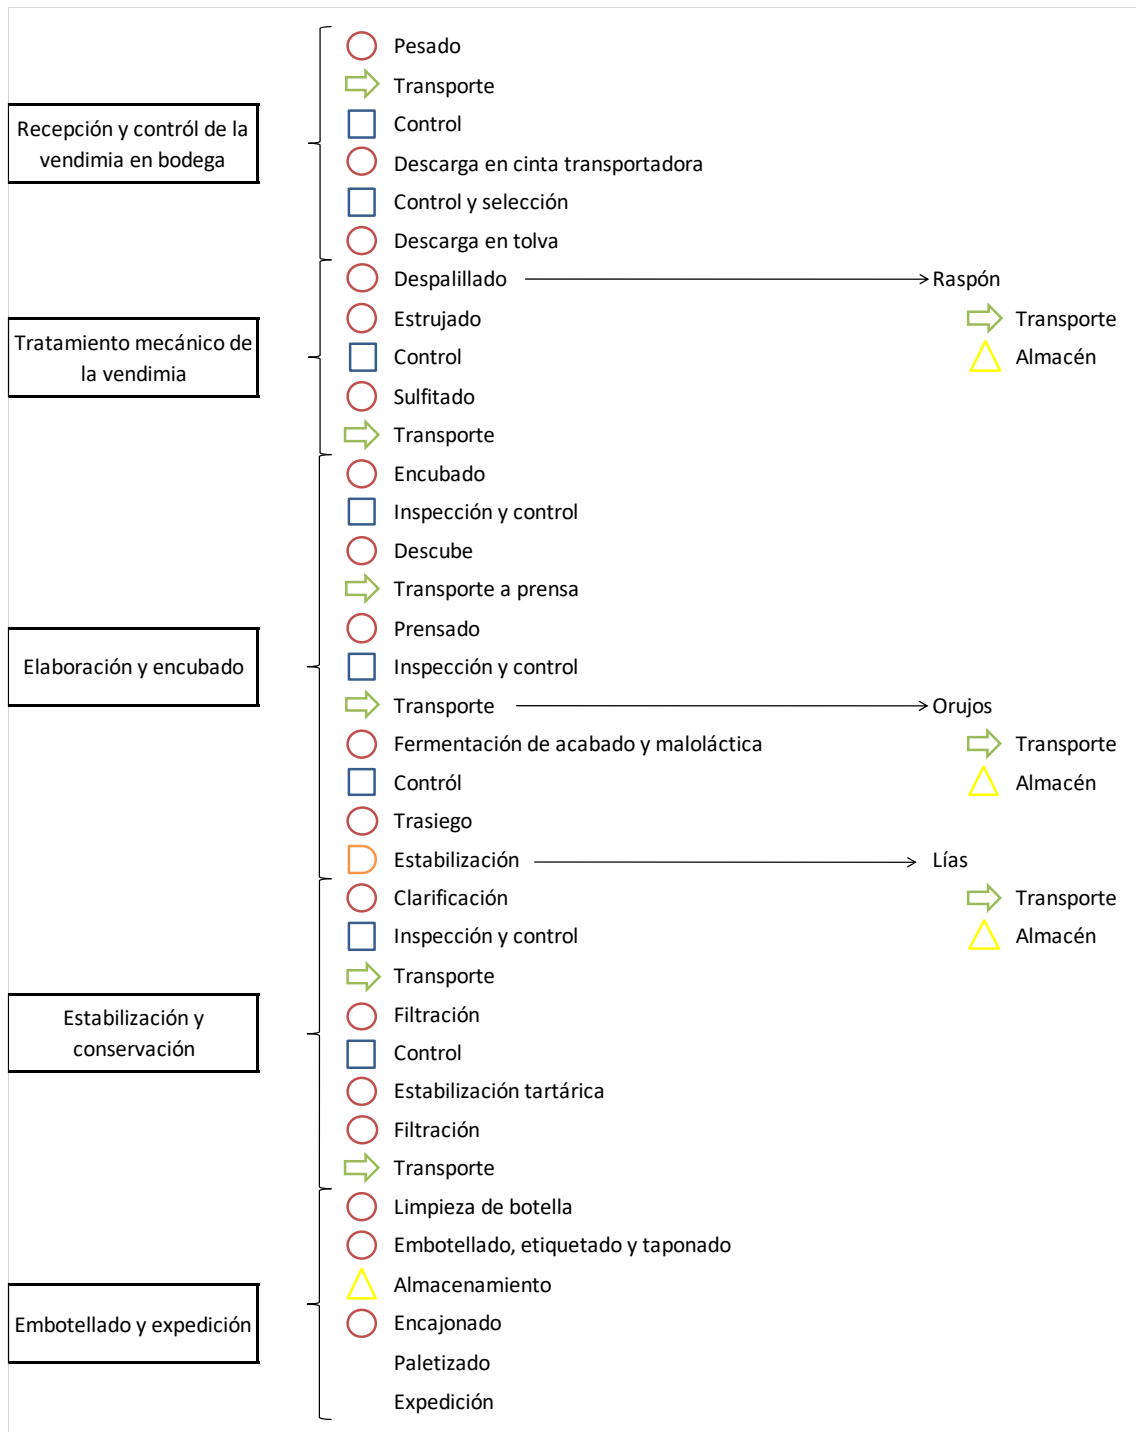 Pesado
Transporte
Control
Recepción y contról de la
vendimia en bodega
Descarga en cinta transportadora
Control y selección
Descarga en tolva
Despalillado
Raspón
Estrujado
Transporte
Tratamiento mecánico de
la vendimia
Control
Almacén
Sulfitado
Transporte
Encubado
Inspección y control
Descube
Transporte a prensa
Prensado
Elaboración y encubado
Inspección y control
Transporte
Orujos
Fermentación de acabado y maloláctica
Transporte
Contról
Almacén
Trasiego
Estabilización
Lías
Clarificación
Transporte
Inspección y control
Almacén
Transporte
Estabilización y
conservación
Filtración
Control
Estabilización tartárica
Filtración
Transporte
Limpieza de botella
Embotellado, etiquetado y taponado
Almacenamiento
Embotellado y expedición
Encajonado
Paletizado
Expedición